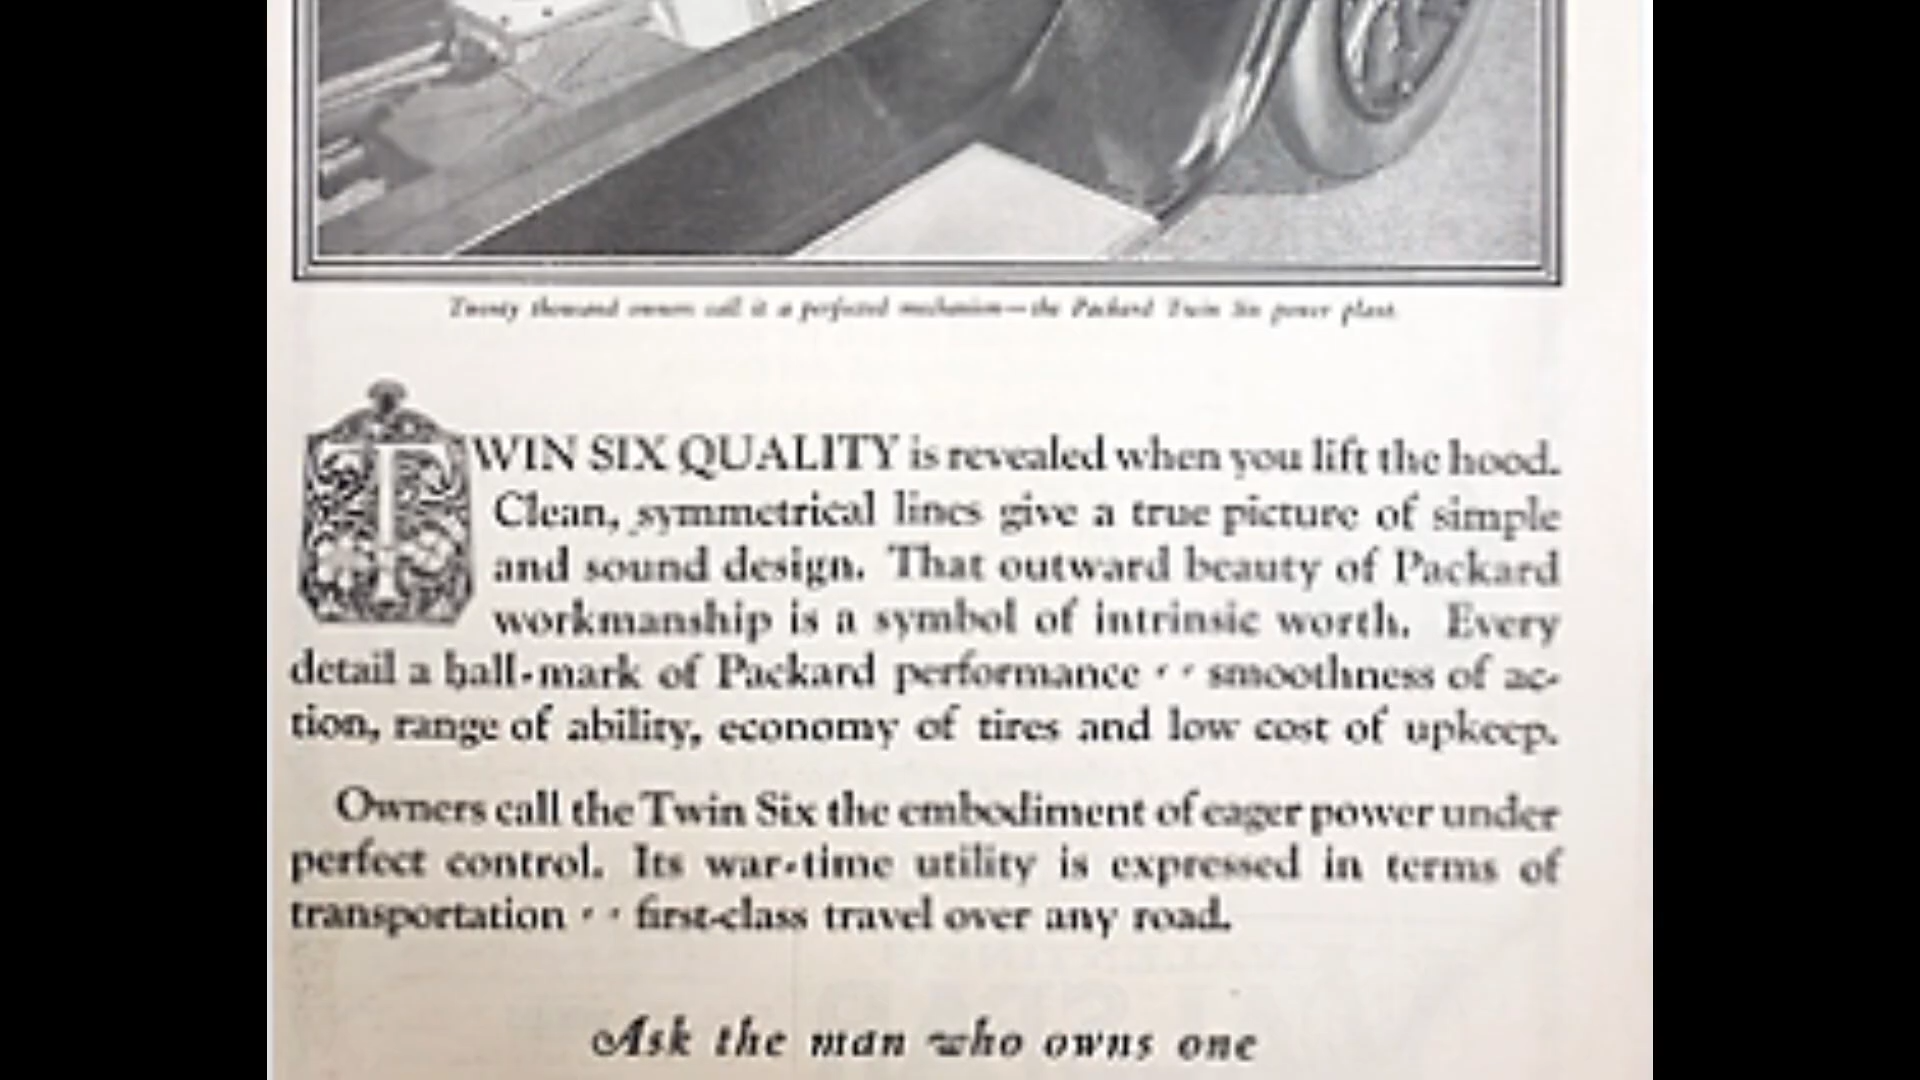 Twenty thousand owners call it a perfected mechanism—the Packard Twin Six power plant.
TWIN SIX QUALITY is revealed when you lift the hood.
Clean, symmetrical lines give a true picture of simple
and sound design. That outward beauty of Packard
workmanship is a symbol of intrinsic worth. Every
detail a hall-mark of Packard performance · · smoothness of ac-
tion, range of ability, economy of tires and low cost of upkeep.
Owners call the Twin Six the embodiment of eager power under
perfect control. Its war-time utility is expressed in terms of
transportation · · first-class travel over any road.
Ask the man who owns one